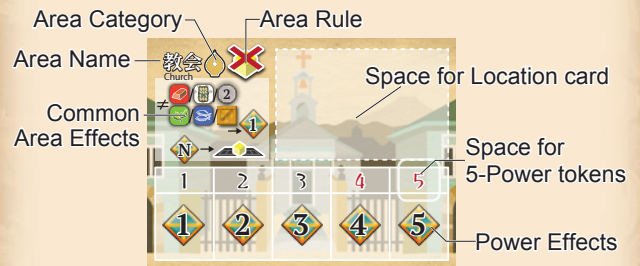 Area Category
Area Rule
Area Name
教会
Church
Space for Location card
Common
Area Effects
≠ / / 2
/ /
1
N
Space for
5-Power tokens
1 2 3 4 5
1 2 3 4 5
Power Effects